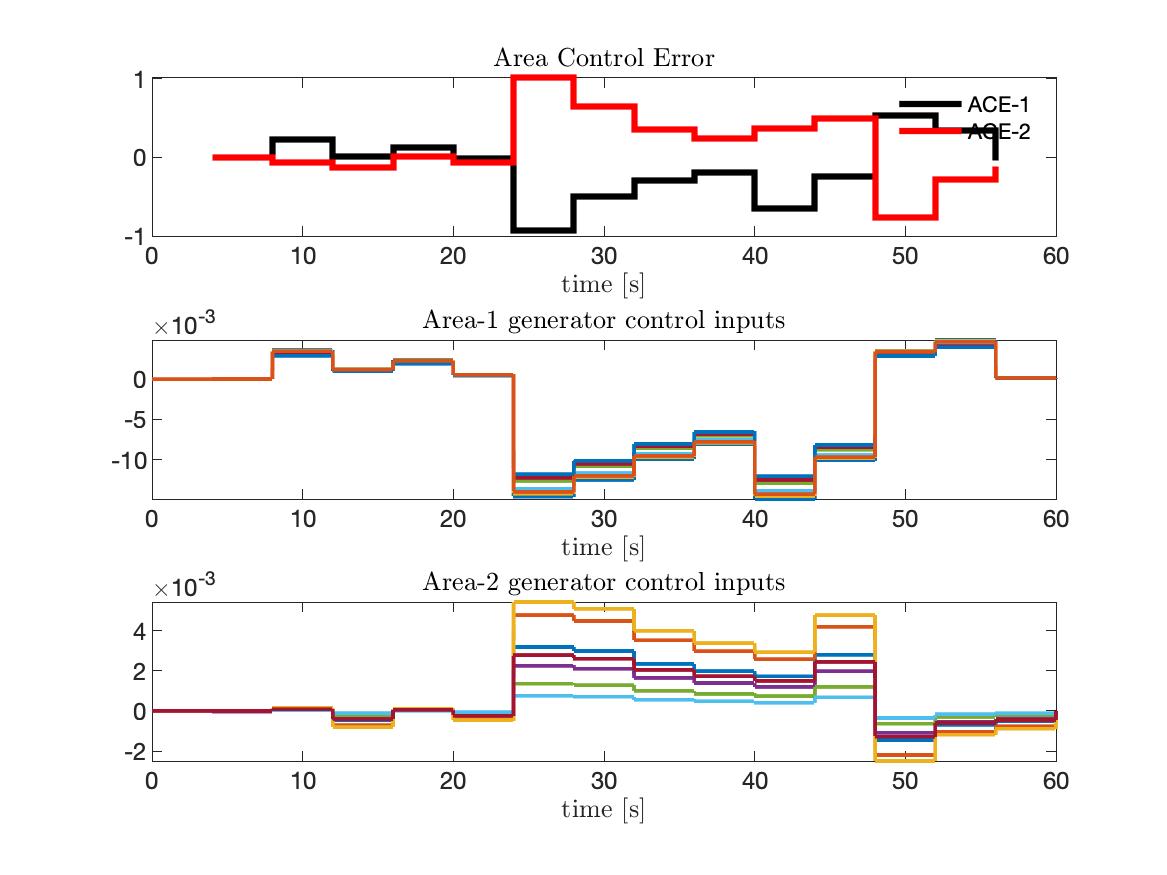 Area Control Error
1
0
-1
ACE-1
ACE-2
0 10 20 30 40 50 60
time [s]
×10-3
Area-1 generator control inputs
0
-5
-10
0 10 20 30 40 50 60
time [s]
×10-3
Area-2 generator control inputs
4
2
0
-2
0 10 20 30 40 50 60
time [s]